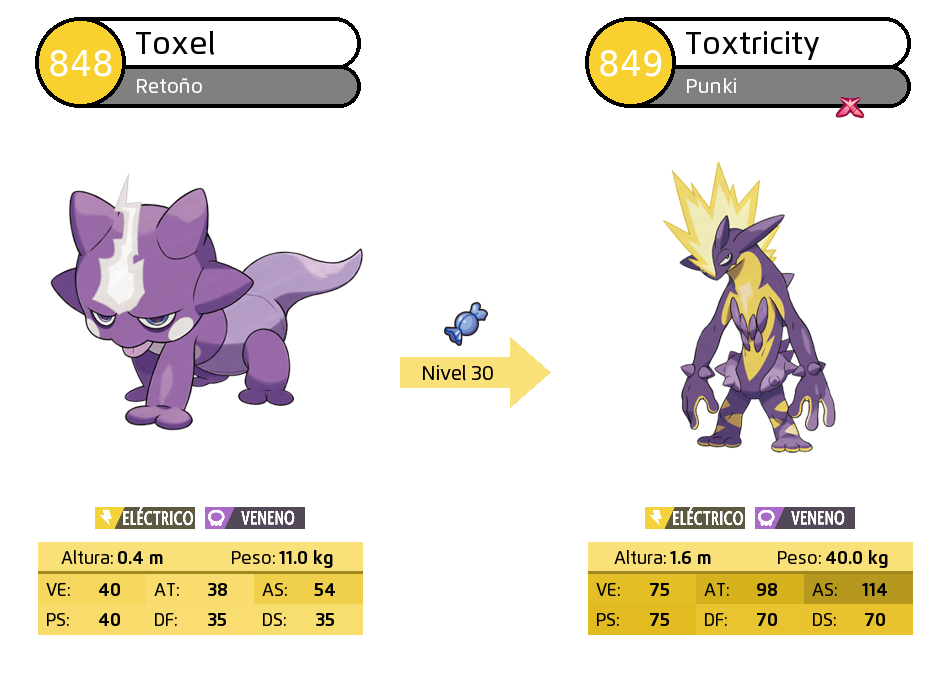 848
Toxel
Retoño
849
Toxtricity
Punki
Nivel 30
ELÉCTRICO VENENO
Altura: 0.4 m Peso: 11.0 kg
VE: 40 AT: 38 AS: 54
PS: 40 DF: 35 DS: 35
ELÉCTRICO VENENO
Altura: 1.6 m Peso: 40.0 kg
VE: 75 AT: 98 AS: 114
PS: 75 DF: 70 DS: 70